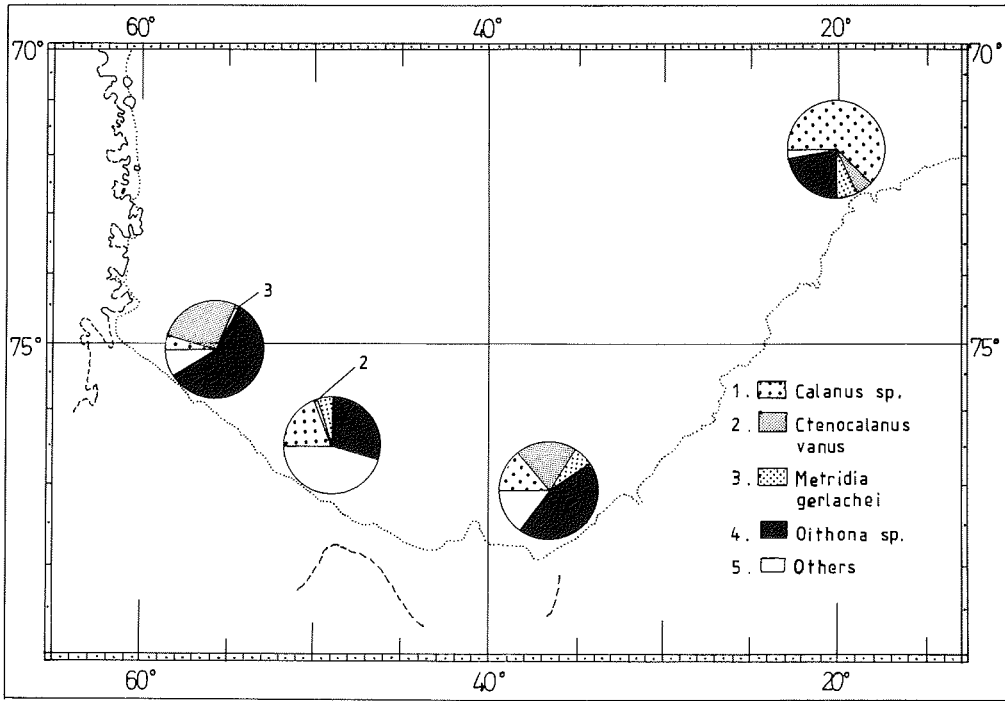 60° 40° 20°
70° 70°
3
75° 75°
2
1. Calanus sp.
2. Ctenocalanus
vanus
3. Metridia
gerlachei
4. Oithona sp.
5. Others
60° 40° 20°